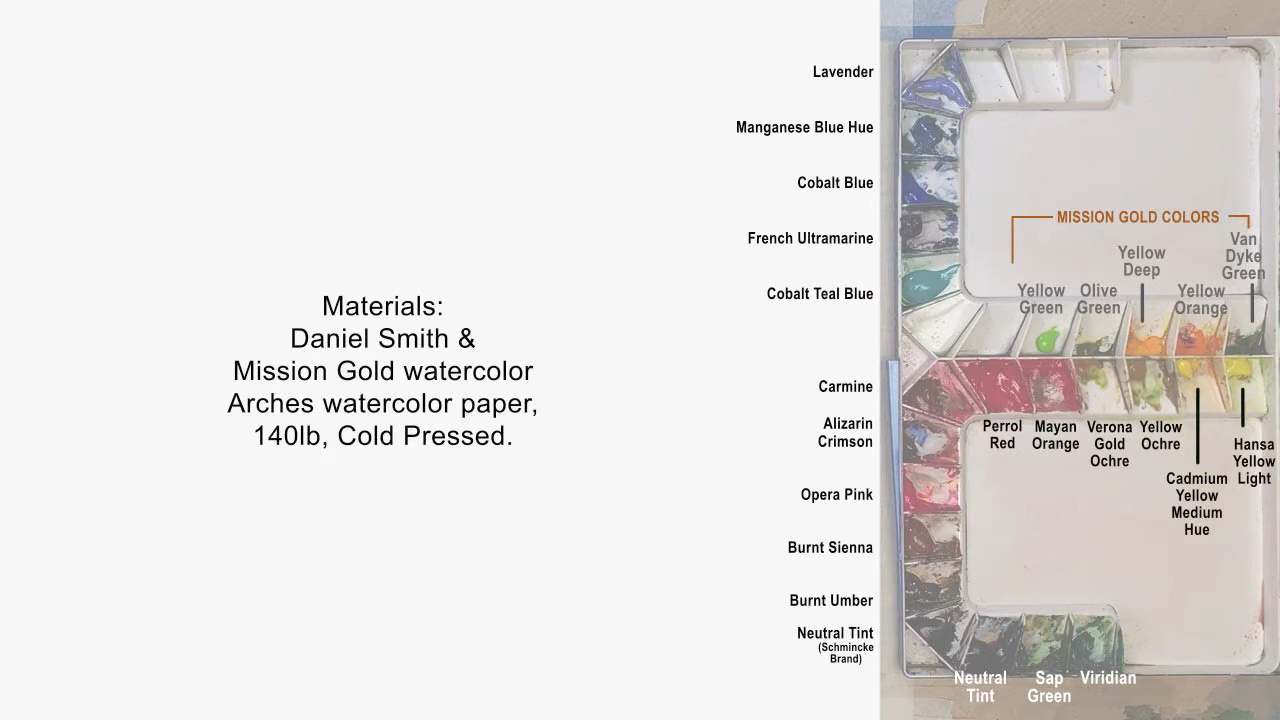 Materials:
Daniel Smith &
Mission Gold watercolor
Arches watercolor paper,
140lb, Cold Pressed.
Lavender
Manganese Blue Hue
Cobalt Blue
French Ultramarine
Cobalt Teal Blue
Carmine
Alizarin
Crimson
Opera Pink
Burnt Sienna
Burnt Umber
Neutral Tint
(Schmincke
Brand)
MISSION GOLD COLORS
Yellow
Green
Olive
Green
Yellow
Deep
Yellow
Orange
Van
Dyke
Green
Perrol
Red
Mayan
Orange
Verona
Gold
Ochre
Yellow
Ochre
Cadmium
Yellow
Medium
Hue
Hansa
Yellow
Light
Neutral
Tint
Sap
Green
Viridian